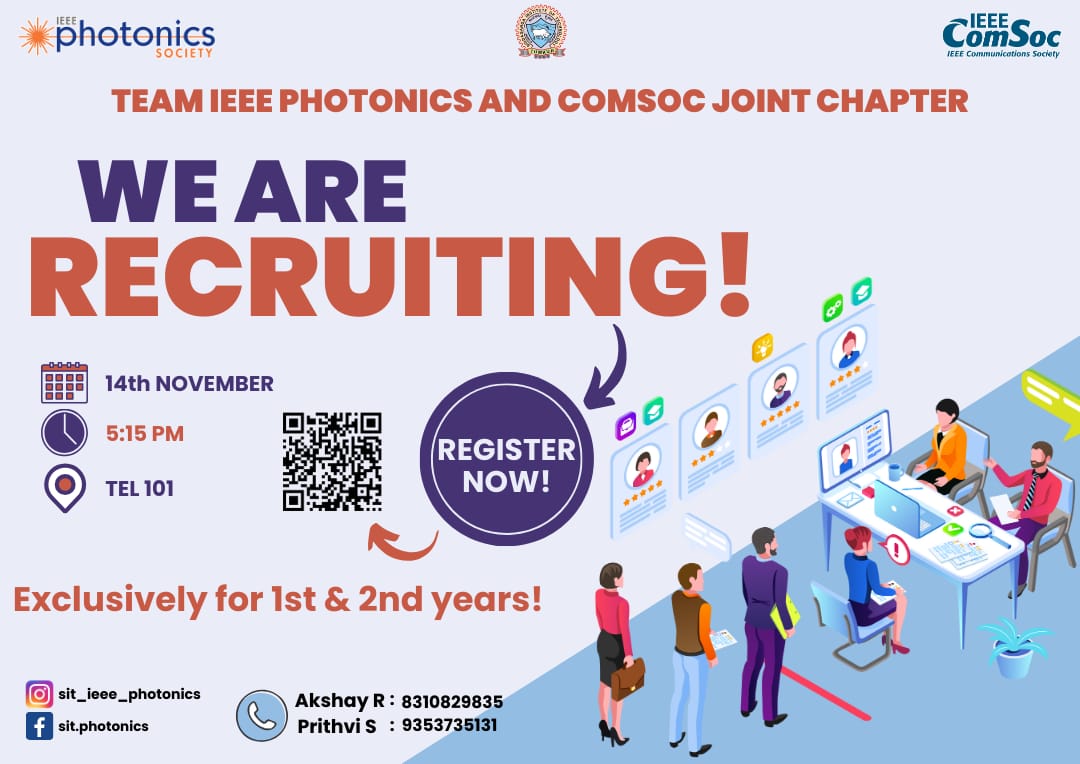 IEEE
photonics
SOCIETY
IEEE
ComSoc
IEEE Communications Society
TEAM IEEE PHOTONICS AND COMSOC JOINT CHAPTER
WE ARE
RECRUITING!
14th NOVEMBER
5:15 PM
TEL 101
REGISTER
NOW!
Exclusively for 1st & 2nd years!
sit_ieee_photonics
sit.photonics
Akshay R : 8310829835
Prithvi S : 9353735131